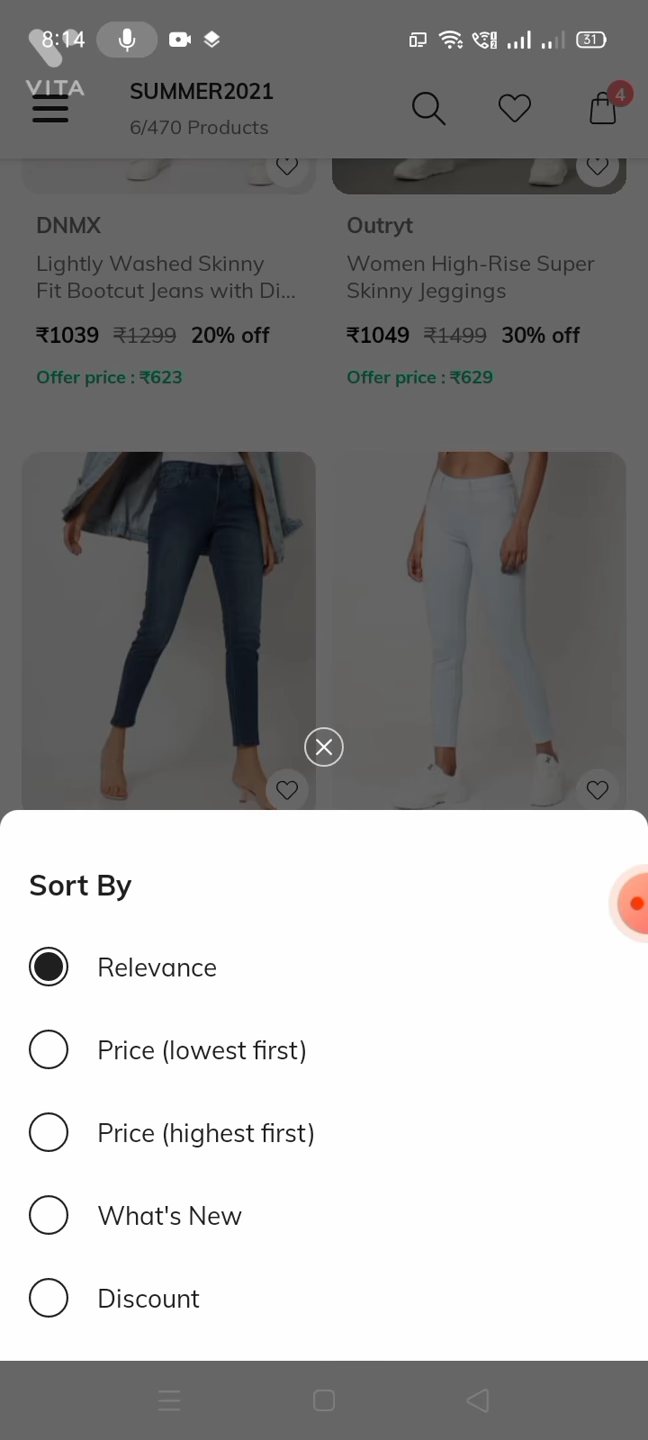 8:14
31
VITA
SUMMER2021
6/470 Products
4
DNMX
Lightly Washed Skinny
Fit Bootcut Jeans with Di...
₹1039 ₹1299 20% off
Offer price : ₹623
Outryt
Women High-Rise Super
Skinny Jeggings
₹1049 ₹1499 30% off
Offer price : ₹629
Sort By
Relevance
Price (lowest first)
Price (highest first)
What's New
Discount